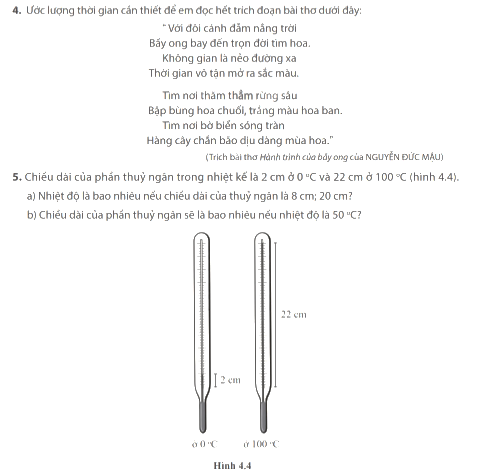 4. Ước lượng thời gian cần thiết để em đọc hết trích đoạn bài thơ dưới đây:
" Với đôi cánh đẫm nắng trời
Bầy ong bay đến trọn đời tìm hoa.
Không gian là nẻo đường xa
Thời gian vô tận mở ra sắc màu.
Tìm nơi thăm thẳm rừng sâu
Bập bùng hoa chuối, trắng màu hoa ban.
Tìm nơi bờ biển sóng tràn
Hàng cây chắn bão dịu dàng mùa hoa."
(Trích bài thơ Hành trình của bầy ong của NGUYỄN ĐỨC MẬU)
5. Chiều dài của phần thuỷ ngân trong nhiệt kế là 2 cm ở 0 °C và 22 cm ở 100 °C (hình 4.4).
a) Nhiệt độ là bao nhiêu nếu chiều dài của thuỷ ngân là 8 cm; 20 cm?
b) Chiều dài của phần thuỷ ngân sẽ là bao nhiêu nếu nhiệt độ là 50 °C?
22 cm
2 cm
ở 0 °C ở 100 °C
Hình 4.4